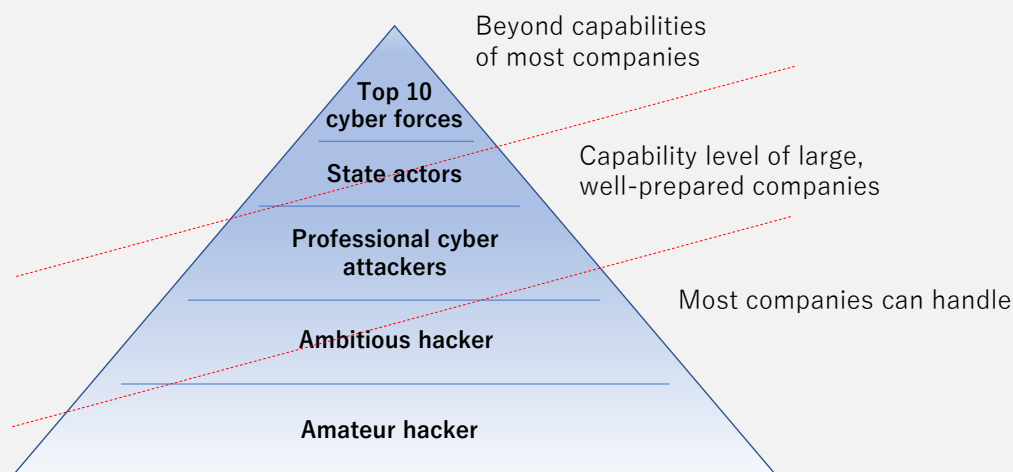 Beyond capabilities
of most companies
Top 10
cyber forces
Capability level of large,
well-prepared companies
State actors
Professional cyber
attackers
Most companies can handle
Ambitious hacker
Amateur hacker